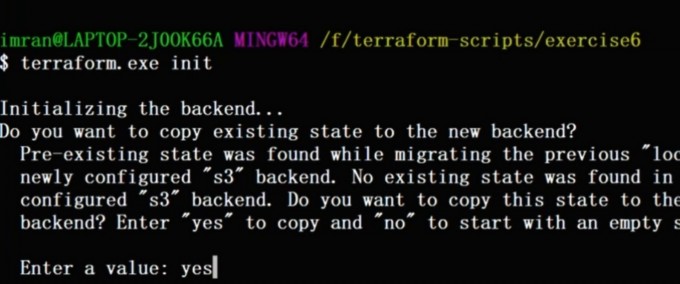 imran@LAPTOP-2J00K66A MINGW64 /f/terraform-scripts/exercise6
$ terraform.exe init
Initializing the backend...
Do you want to copy existing state to the new backend?
Pre-existing state was found while migrating the previous "loc
newly configured "s3" backend. No existing state was found in
configured "s3" backend. Do you want to copy this state to the
backend? Enter "yes" to copy and "no" to start with an empty s
Enter a value: yes